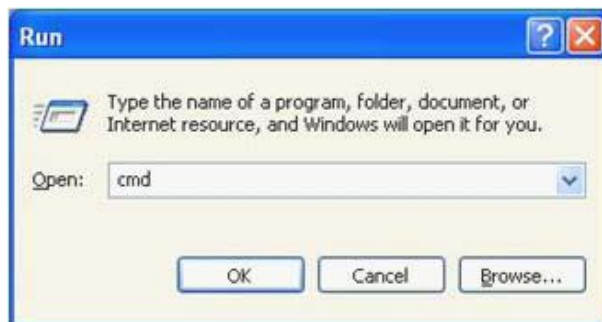 Run
Type the name of a program, folder, document, or
Internet resource, and Windows will open it for you.
Open: cmd
OK Cancel Browse...